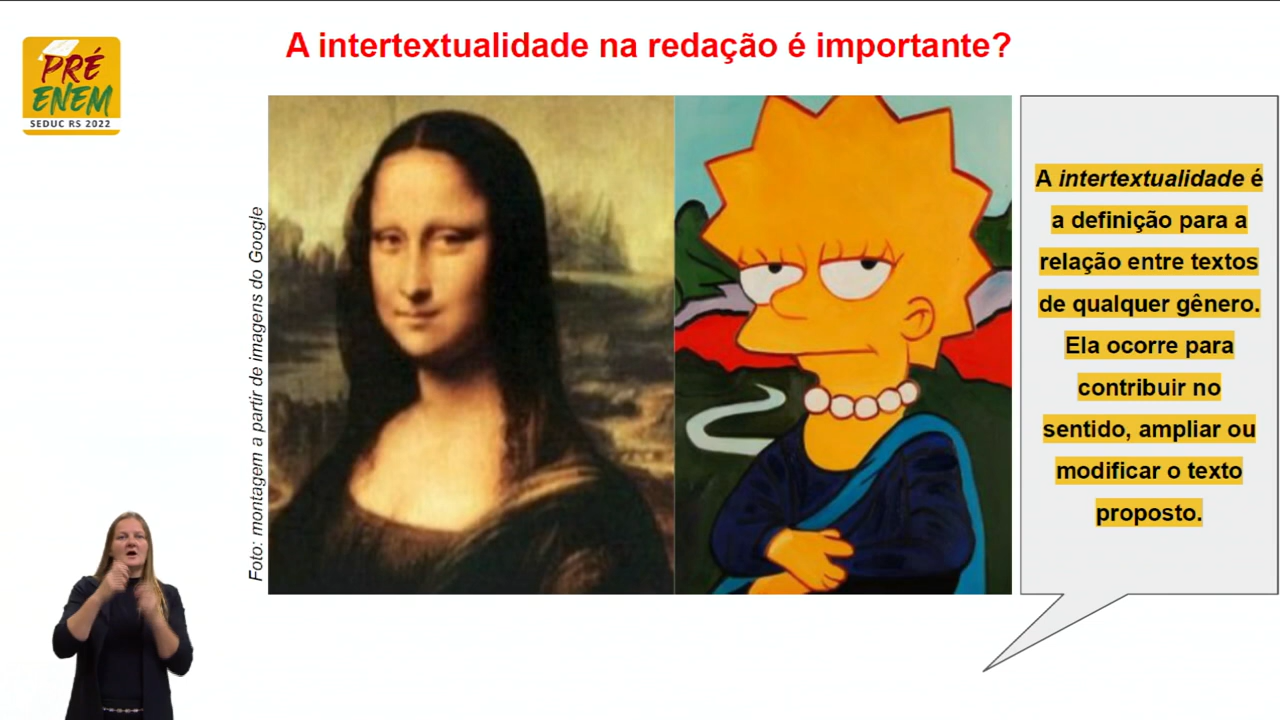 A intertextualidade na redação é importante?
PRÉ
ENEM
SEDUC RS 2022
Foto: montagem a partir de imagens do Google
A intertextualidade é
a definição para a
relação entre textos
de qualquer gênero.
Ela ocorre para
contribuir no
sentido, ampliar ou
modificar o texto
proposto.